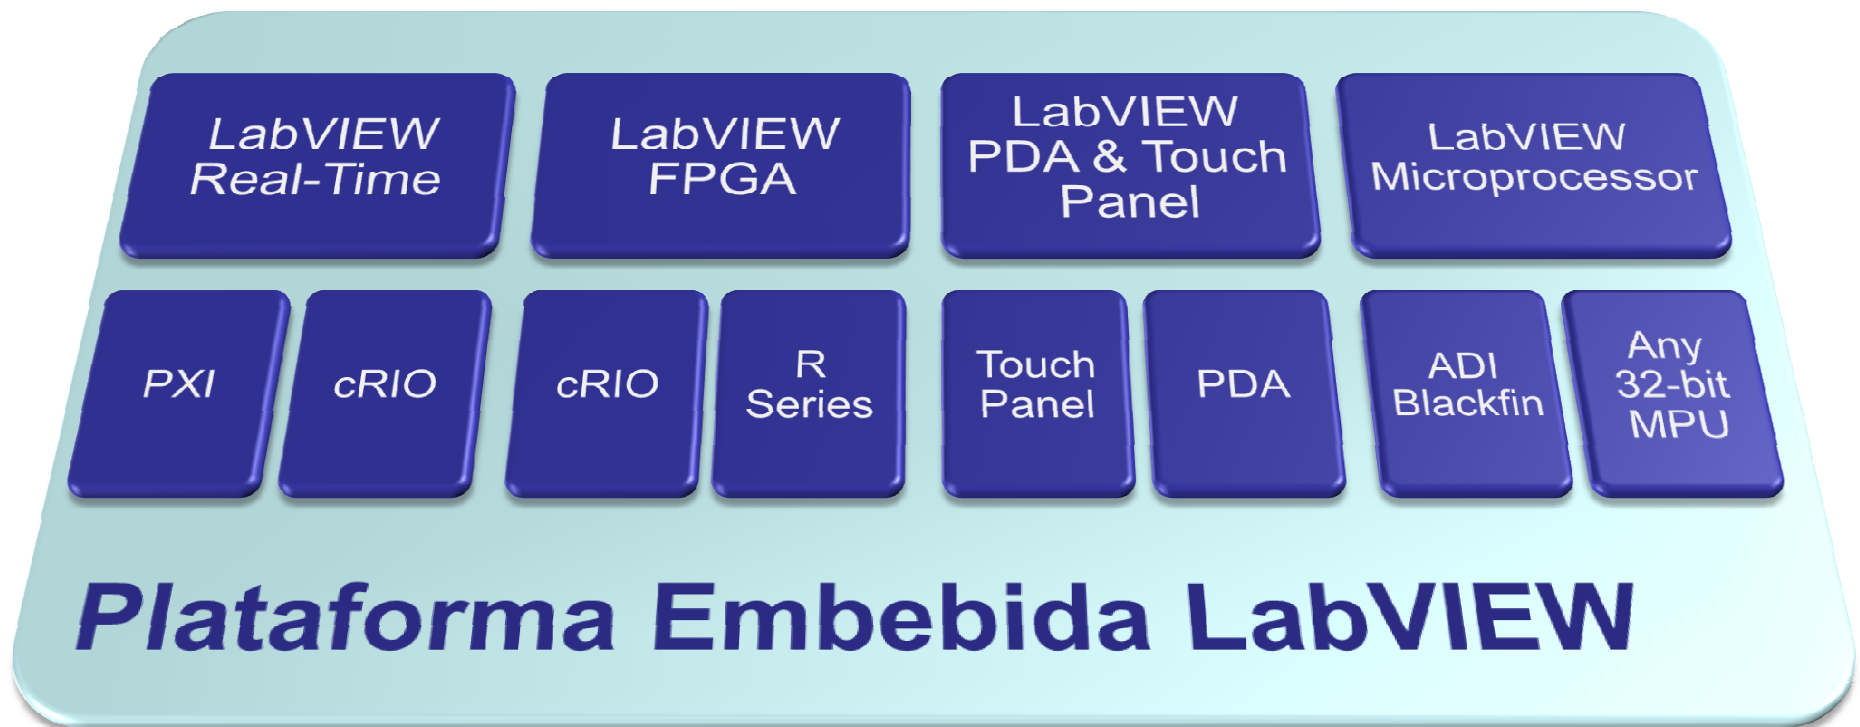 LabVIEW
Real-Time
LabVIEW
FPGA
LabVIEW
PDA & Touch
Panel
LabVIEW
Microprocessor
PXI
cRIO
cRIO
R
Series
Touch
Panel
PDA
ADI
Blackfin
Any
32-bit
MPU
Plataforma Embebida LabVIEW